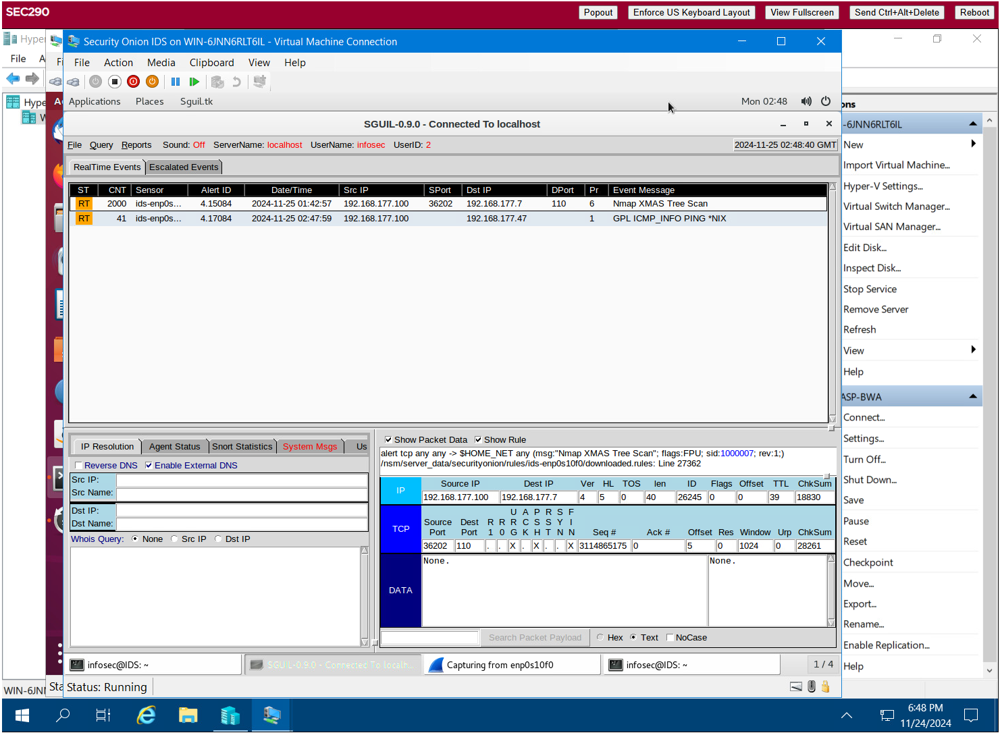 SEC290
Popout
Enforce US Keyboard Layout
View Fullscreen
Send Ctrl+Alt+Delete
Reboot
Hyper
File
Security Onion IDS on WIN-6JNN6RLT6IL - Virtual Machine Connection
File Action Media Clipboard View Help
Applications Places Sguil.tk
Mon 02:48
SGUIL-0.9.0 - Connected To localhost
File Query Reports Sound: Off ServerName: localhost UserName: infosec UserID: 2
2024-11-25 02:48:40 GMT
RealTime Events Escalated Events
ST CNT Sensor Alert ID Date/Time Src IP SPort Dst IP DPort Pr Event Message
RT 2000 ids-enp0s... 4.15084 2024-11-25 01:42:57 192.168.177.100 36202 192.168.177.7 110 6 Nmap XMAS Tree Scan
RT 41 ids-enp0s... 4.17084 2024-11-25 02:47:59 192.168.177.100 192.168.177.47 1 GPL ICMP_INFO PING *NIX
IP Resolution Agent Status Snort Statistics System Msgs Us
Reverse DNS Enable External DNS
Src IP:
Src Name:
Dst IP:
Dst Name:
Whois Query: None Src IP Dst IP
Show Packet Data Show Rule
alert tcp any any -> $HOME_NET any (msg:"Nmap XMAS Tree Scan"; flags:FPU; sid:1000007; rev:1;)
/nsm/server_data/securityonion/rules/ids-enp0s10f0/downloaded.rules: Line 27362
IP
Source IP Dest IP Ver HL TOS len ID Flags Offset TTL ChkSum
192.168.177.100 192.168.177.7 4 5 0 40 26245 0 0 39 18830
TCP
Source Port Dest Port R1 R0 URG ACK PSH RST SYN FIN Seq # Ack # Offset Res Window Urp ChkSum
36202 110 . . X . X . . X 3114865175 0 5 0 1024 0 28261
DATA
None.
None.
Search Packet Payload Hex Text NoCase
infosec@IDS: ~
SGUIL-0.9.0 - Connected To localh...
Capturing from enp0s10f0
infosec@IDS: ~
1 / 4
Status: Running
ons
-6JNN6RLT6IL
New
Import Virtual Machine...
Hyper-V Settings...
Virtual Switch Manager...
Virtual SAN Manager...
Edit Disk...
Inspect Disk...
Stop Service
Remove Server
Refresh
View
Help
ASP-BWA
Connect...
Settings...
Turn Off...
Shut Down...
Save
Pause
Reset
Checkpoint
Move...
Export...
Rename...
Enable Replication...
Help
6:48 PM
11/24/2024